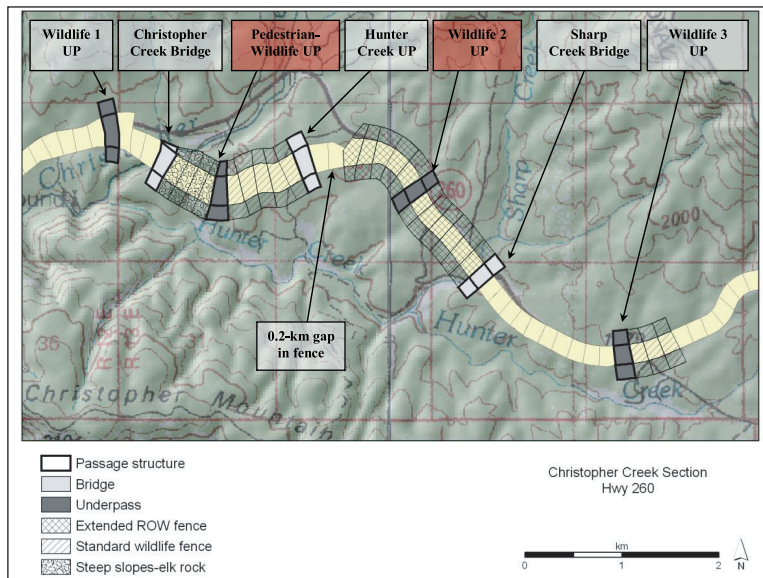 Wildlife 1
UP
Christopher
Creek Bridge
Pedestrian-
Wildlife UP
Hunter
Creek UP
Wildlife 2
UP
Sharp
Creek Bridge
Wildlife 3
UP
Creek
Sharp
260
2000
Hunter
Creek
0.2-km gap
in fence
Hunter
Creek
36
RIDGE
Christopher Mountain
Passage structure
Bridge
Underpass
Extended ROW fence
Standard wildlife fence
Steep slopes-elk rock
Christopher Creek Section
Hwy 260
km
0 1 2
N